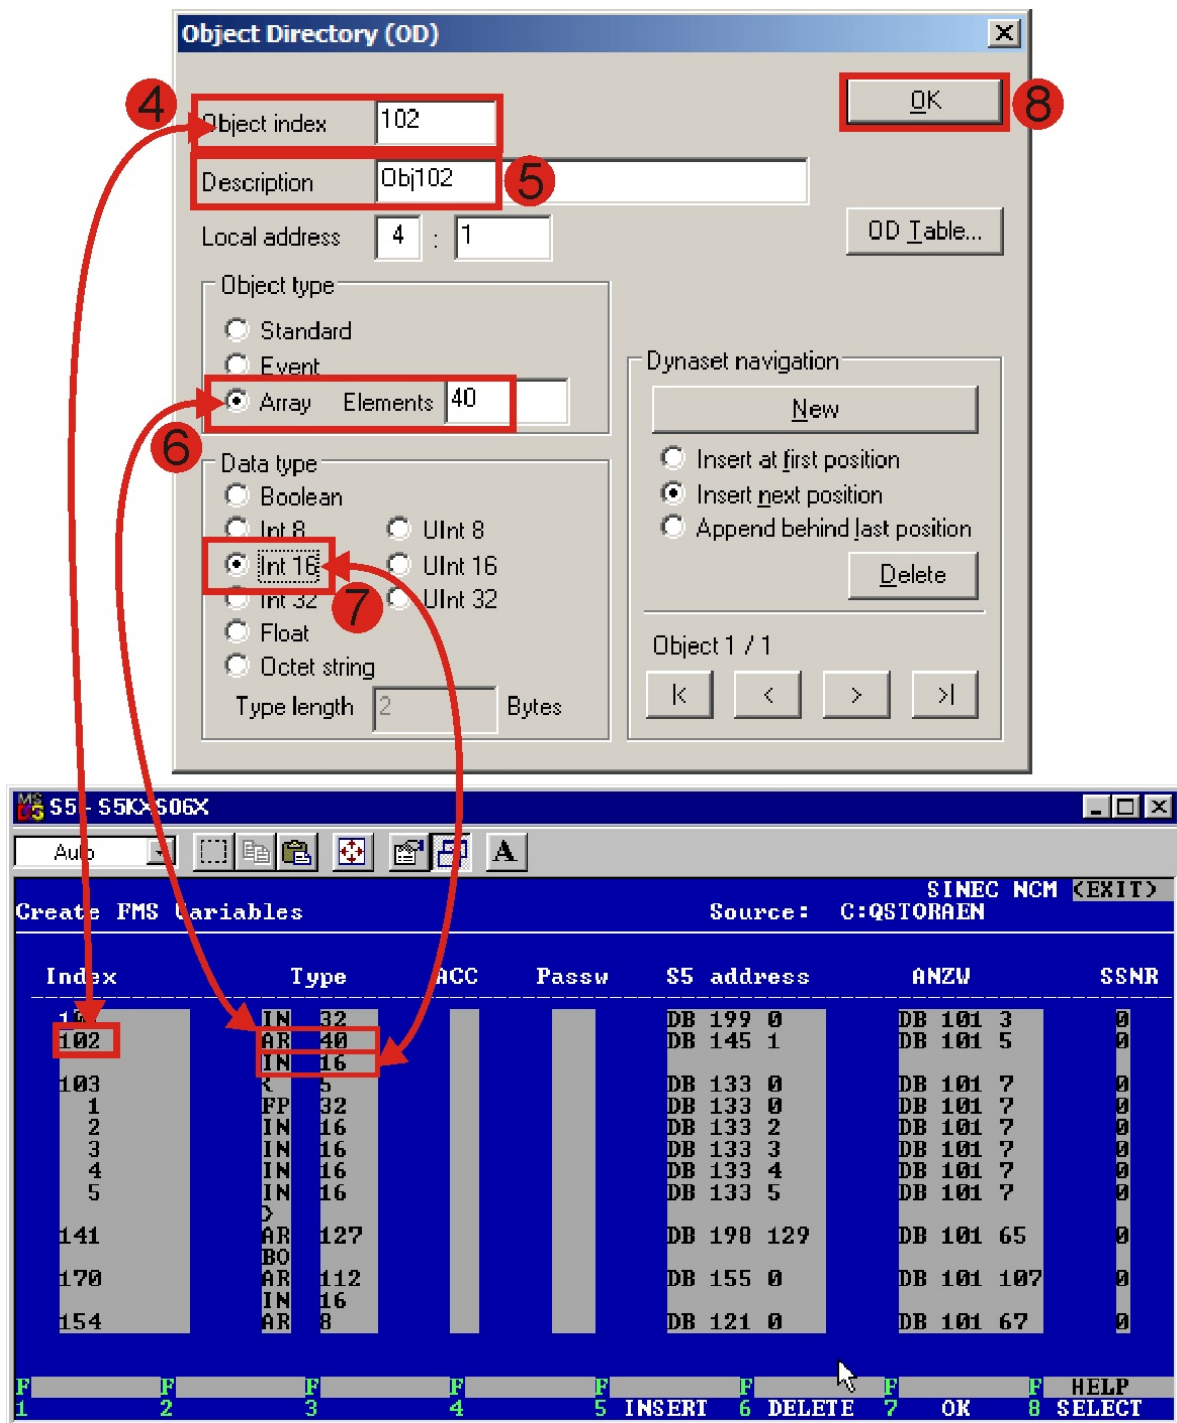 Object Directory (OD)
4
Object index 102
OK
8
Description Obj102
5
Local address 4 : 1
OD Table...
Object type
Standard
Event
Array Elements 40
6
Dynaset navigation
New
Insert at first position
Insert next position
Append behind last position
Delete
Object 1 / 1
|< < > >|
Data type
Boolean
Int 8 UInt 8
Int 16 UInt 16
7
Int 32 UInt 32
Float
Octet string
Type length 2 Bytes
S5 - S5KXS06X
Auto
A
SINEC NCM <EXIT>
Create FMS Variables Source: C:QSTORAEN
Index Type ACC Passw S5 address ANZW SSNR
IN 32 DB 199 0 DB 101 3 0
102 AR 40 DB 145 1 DB 101 5 0
IN 16
103 < 5 DB 133 0 DB 101 7 0
1 FP 32 DB 133 0 DB 101 7 0
2 IN 16 DB 133 2 DB 101 7 0
3 IN 16 DB 133 3 DB 101 7 0
4 IN 16 DB 133 4 DB 101 7 0
5 IN 16 DB 133 5 DB 101 7 0
>
141 AR 127 DB 198 129 DB 101 65 0
BO
170 AR 112 DB 155 0 DB 101 107 0
IN 16
154 AR 8 DB 121 0 DB 101 67 0
F F F F F F F F HELP
1 2 3 4 5 INSERT 6 DELETE 7 OK 8 SELECT